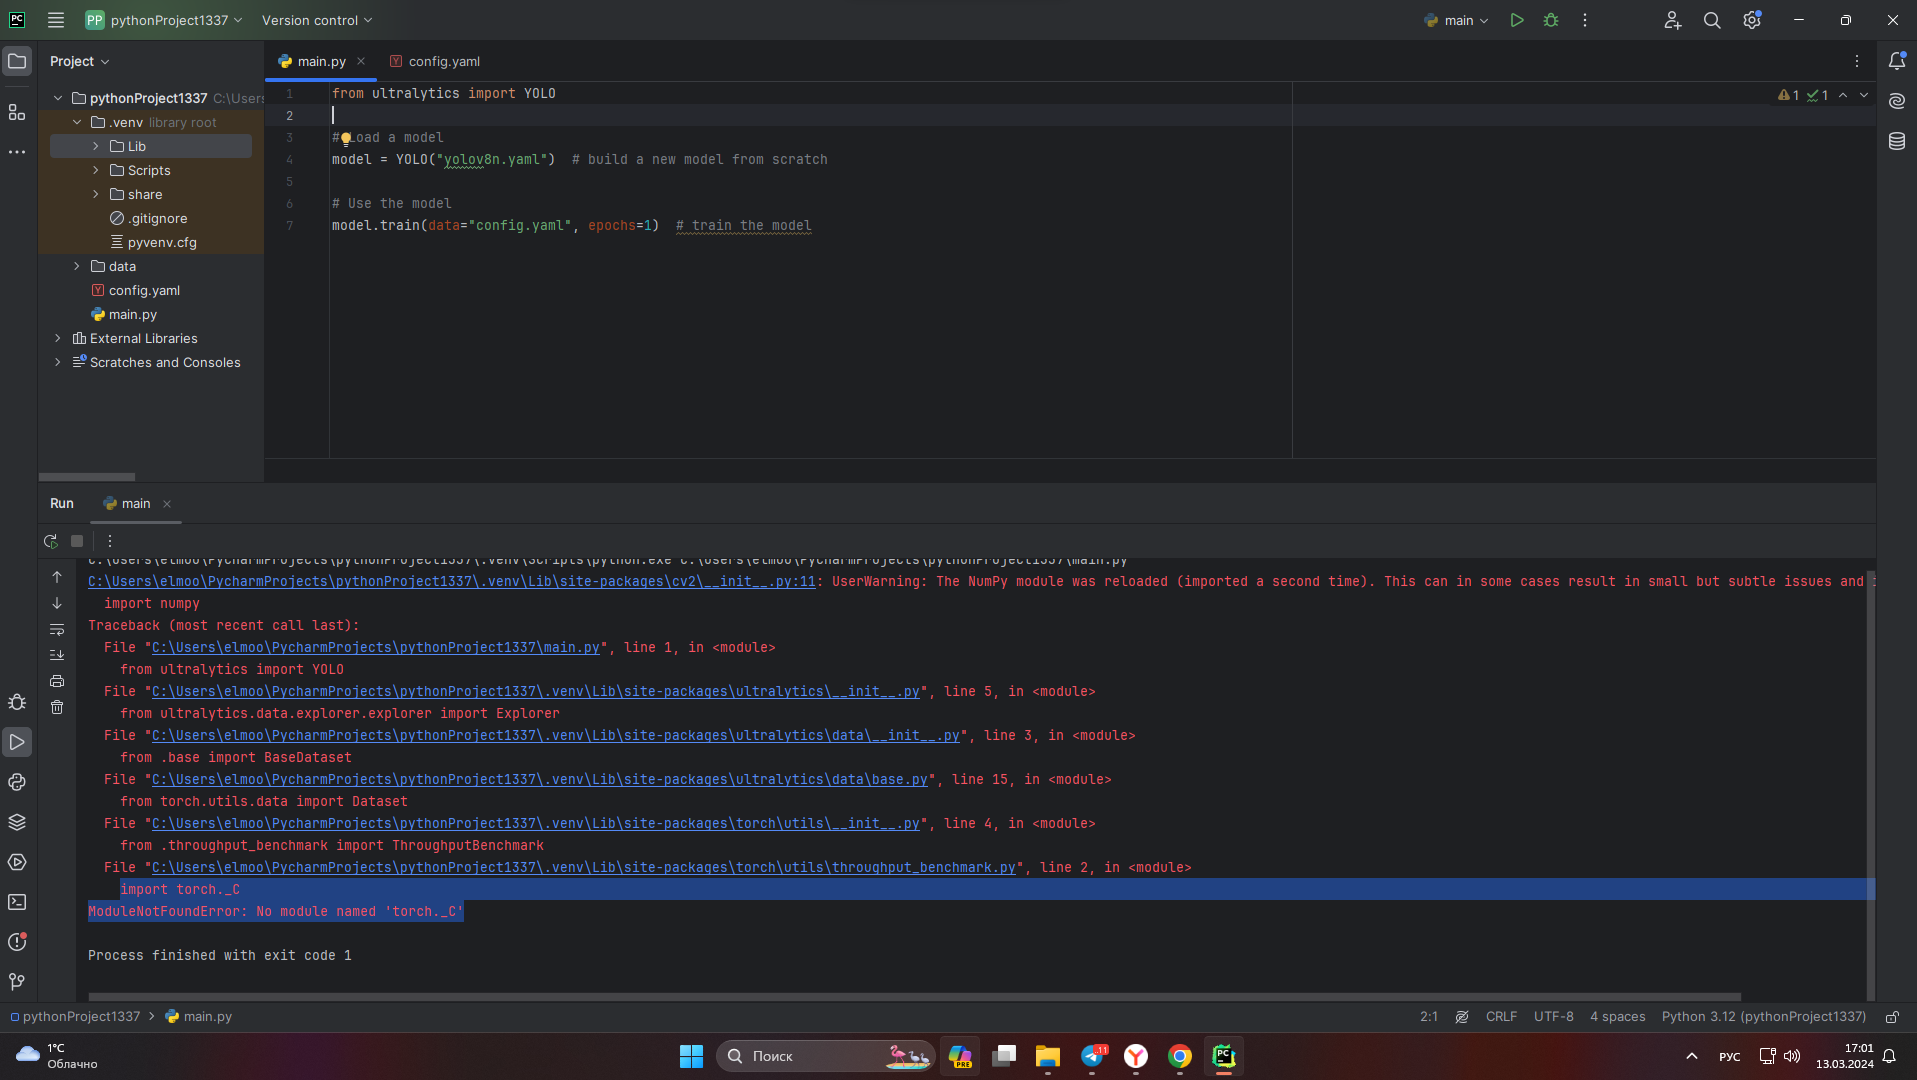 PC PP pythonProject1337 Version control main
Project main.py config.yaml
pythonProject1337 C:\Users
.venv library root
Lib
Scripts
share
.gitignore
pyvenv.cfg
data
config.yaml
main.py
External Libraries
Scratches and Consoles
1 from ultralytics import YOLO
2
3 # Load a model
4 model = YOLO("yolov8n.yaml")  # build a new model from scratch
5
6 # Use the model
7 model.train(data="config.yaml", epochs=1)  # train the model
1 1
Run main
C:\Users\elmoo\PycharmProjects\pythonProject1337\.venv\Scripts\python.exe C:\Users\elmoo\PycharmProjects\pythonProject1337\main.py
C:\Users\elmoo\PycharmProjects\pythonProject1337\.venv\Lib\site-packages\cv2\__init__.py:11: UserWarning: The NumPy module was reloaded (imported a second time). This can in some cases result in small but subtle issues and
import numpy
Traceback (most recent call last):
File "C:\Users\elmoo\PycharmProjects\pythonProject1337\main.py", line 1, in <module>
from ultralytics import YOLO
File "C:\Users\elmoo\PycharmProjects\pythonProject1337\.venv\Lib\site-packages\ultralytics\__init__.py", line 5, in <module>
from ultralytics.data.explorer.explorer import Explorer
File "C:\Users\elmoo\PycharmProjects\pythonProject1337\.venv\Lib\site-packages\ultralytics\data\__init__.py", line 3, in <module>
from .base import BaseDataset
File "C:\Users\elmoo\PycharmProjects\pythonProject1337\.venv\Lib\site-packages\ultralytics\data\base.py", line 15, in <module>
from torch.utils.data import Dataset
File "C:\Users\elmoo\PycharmProjects\pythonProject1337\.venv\Lib\site-packages\torch\utils\__init__.py", line 4, in <module>
from .throughput_benchmark import ThroughputBenchmark
File "C:\Users\elmoo\PycharmProjects\pythonProject1337\.venv\Lib\site-packages\torch\utils\throughput_benchmark.py", line 2, in <module>
import torch._C
ModuleNotFoundError: No module named 'torch._C'
Process finished with exit code 1
pythonProject1337 > main.py 2:1 CRLF UTF-8 4 spaces Python 3.12 (pythonProject1337)
1°C
Облачно
Поиск
PRE
11
PC
РУС
17:01
13.03.2024